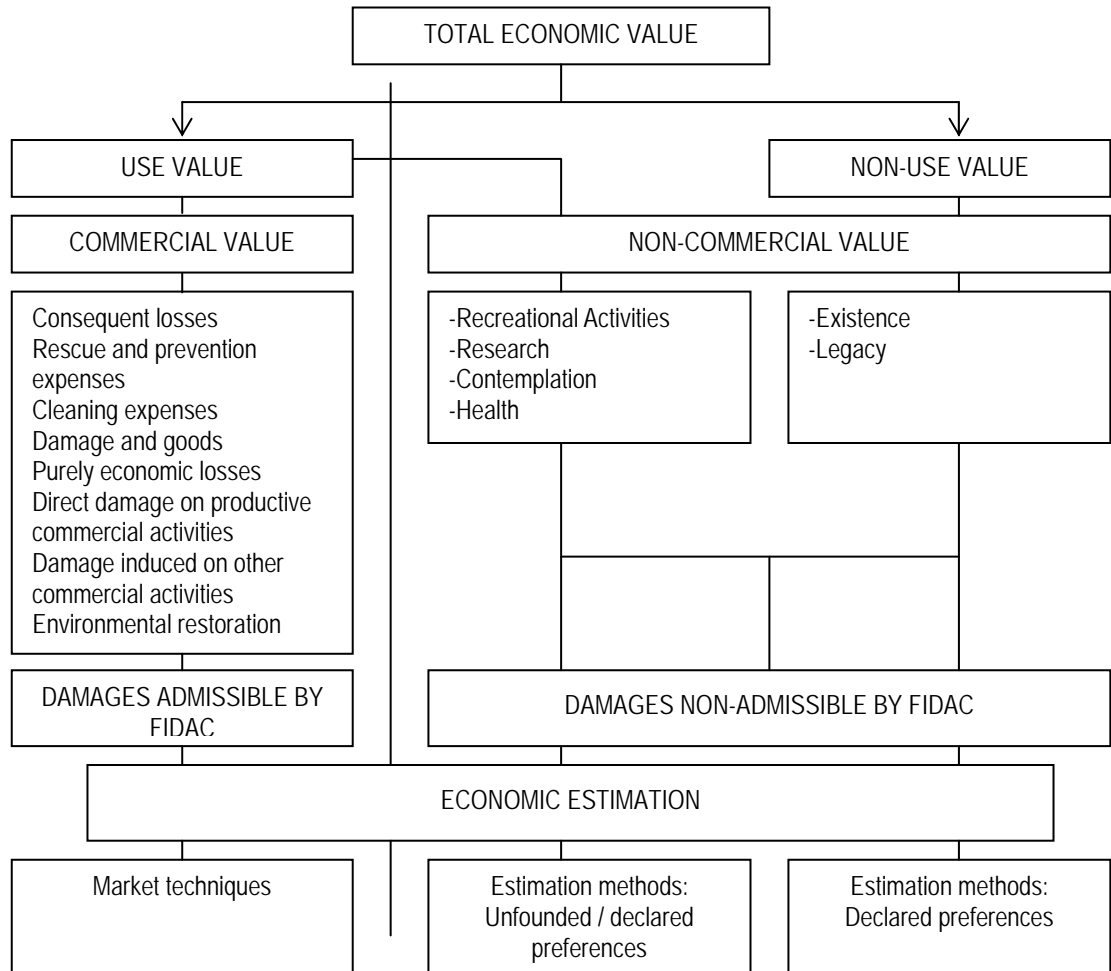 TOTAL ECONOMIC VALUE
USE VALUE
NON-USE VALUE
COMMERCIAL VALUE
NON-COMMERCIAL VALUE
Consequent losses
Rescue and prevention
expenses
Cleaning expenses
Damage and goods
Purely economic losses
Direct damage on productive
commercial activities
Damage induced on other
commercial activities
Environmental restoration
-Recreational Activities
-Research
-Contemplation
-Health
-Existence
-Legacy
DAMAGES ADMISSIBLE BY
FIDAC
DAMAGES NON-ADMISSIBLE BY FIDAC
ECONOMIC ESTIMATION
Market techniques
Estimation methods:
Unfounded / declared
preferences
Estimation methods:
Declared preferences